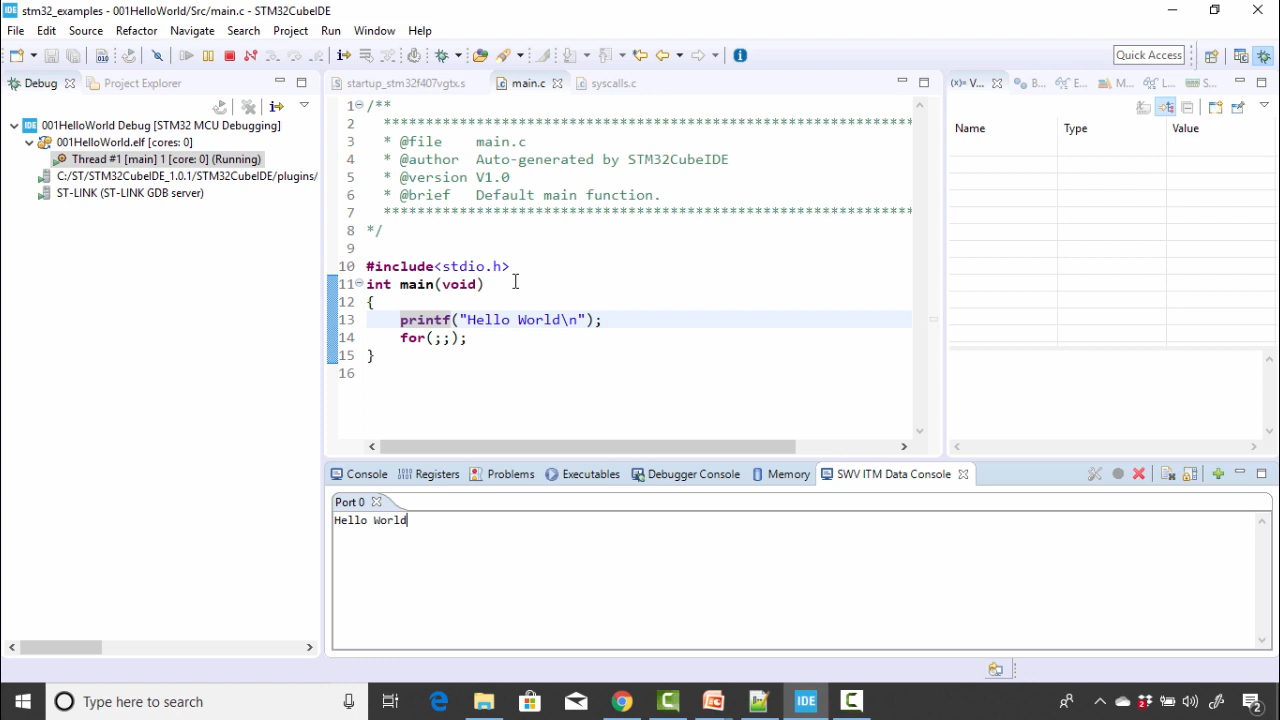 stm32_examples - 001HelloWorld/Src/main.c - STM32CubeIDE
File Edit Source Refactor Navigate Search Project Run Window Help
Quick Access
Debug Project Explorer
startup_stm32f407vgtx.s main.c syscalls.c
(x)= V... B... E... M... L... S...
001HelloWorld Debug [STM32 MCU Debugging]
001HelloWorld.elf [cores: 0]
Thread #1 [main] 1 [core: 0] (Running)
C:/ST/STM32CubeIDE_1.0.1/STM32CubeIDE/plugins/
ST-LINK (ST-LINK GDB server)
1 /**
2 ******************************************************************************
3 * @file main.c
4 * @author Auto-generated by STM32CubeIDE
5 * @version V1.0
6 * @brief Default main function.
7 ******************************************************************************
8 */
9
10 #include<stdio.h>
11 int main(void)
12 {
13 printf("Hello World\n");
14 for(;;);
15 }
16
Name Type Value
Console Registers Problems Executables Debugger Console Memory SWV ITM Data Console
Port 0
Hello World
Type here to search
IDE
2